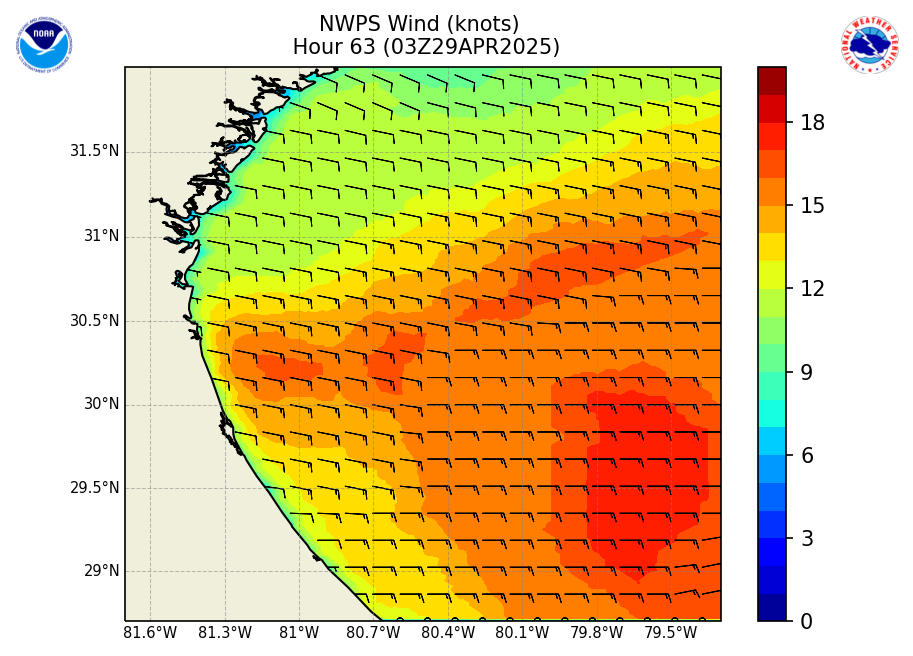 NWPS Wind (knots)
Hour 63 (03Z29APR2025)
NOAA
NATIONAL WEATHER SERVICE
31.5°N
31°N
30.5°N
30°N
29.5°N
29°N
81.6°W 81.3°W 81°W 80.7°W 80.4°W 80.1°W 79.8°W 79.5°W
18
15
12
9
6
3
0